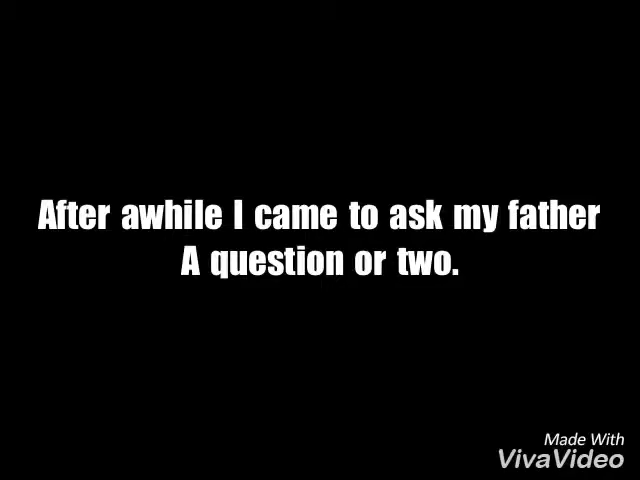 After awhile I came to ask my father
A question or two.
Made With
VivaVideo